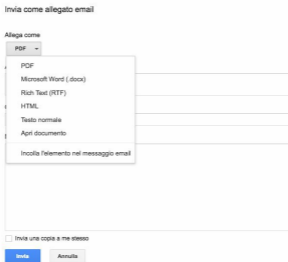 Invia come allegato email
Allega come
PDF
PDF
Microsoft Word (.docx)
Rich Text (RTF)
HTML
Testo normale
Apri documento
Incolla l'elemento nel messaggio email
Invia una copia a me stesso
Invia
Annulla